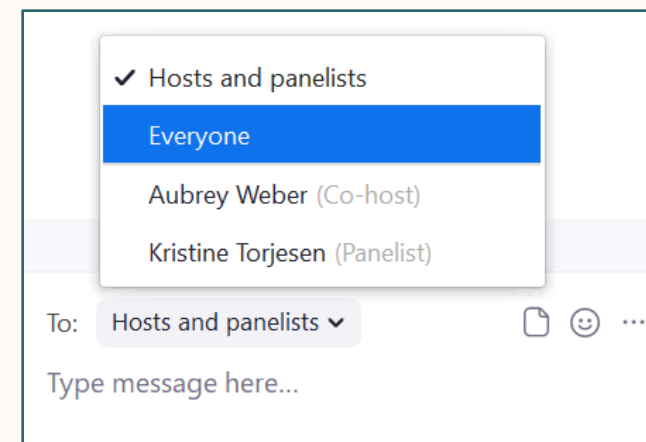 Hosts and panelists
Everyone
Aubrey Weber (Co-host)
Kristine Torjesen (Panelist)
To: Hosts and panelists
Type message here...